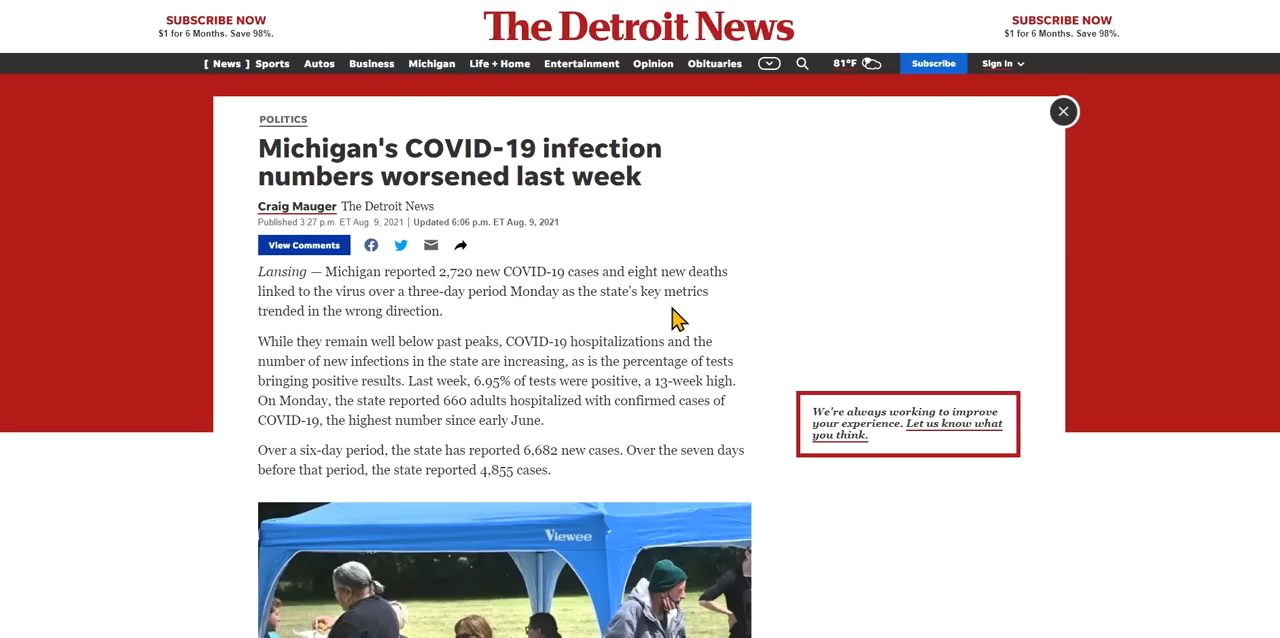 SUBSCRIBE NOW
$1 for 6 Months. Save 98%.
The Detroit News
SUBSCRIBE NOW
$1 for 6 Months. Save 98%.
[ News ] Sports Autos Business Michigan Life + Home Entertainment Opinion Obituaries 81°F Subscribe Sign In
POLITICS
Michigan's COVID-19 infection
numbers worsened last week
Craig Mauger The Detroit News
Published 3:27 p.m. ET Aug. 9, 2021 | Updated 6:06 p.m. ET Aug. 9, 2021
View Comments
Lansing — Michigan reported 2,720 new COVID-19 cases and eight new deaths
linked to the virus over a three-day period Monday as the state's key metrics
trended in the wrong direction.
While they remain well below past peaks, COVID-19 hospitalizations and the
number of new infections in the state are increasing, as is the percentage of tests
bringing positive results. Last week, 6.95% of tests were positive, a 13-week high.
On Monday, the state reported 660 adults hospitalized with confirmed cases of
COVID-19, the highest number since early June.
Over a six-day period, the state has reported 6,682 new cases. Over the seven days
before that period, the state reported 4,855 cases.
We're always working to improve
your experience. Let us know what
you think.
Viewee